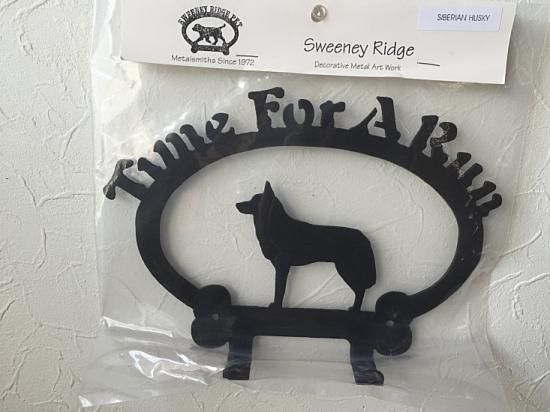 SWEENEY RIDGE PET
Metalsmiths Since 1972
Sweeney Ridge
Decorative Metal Art Work
SIBERIAN HUSKY
Time For A Run